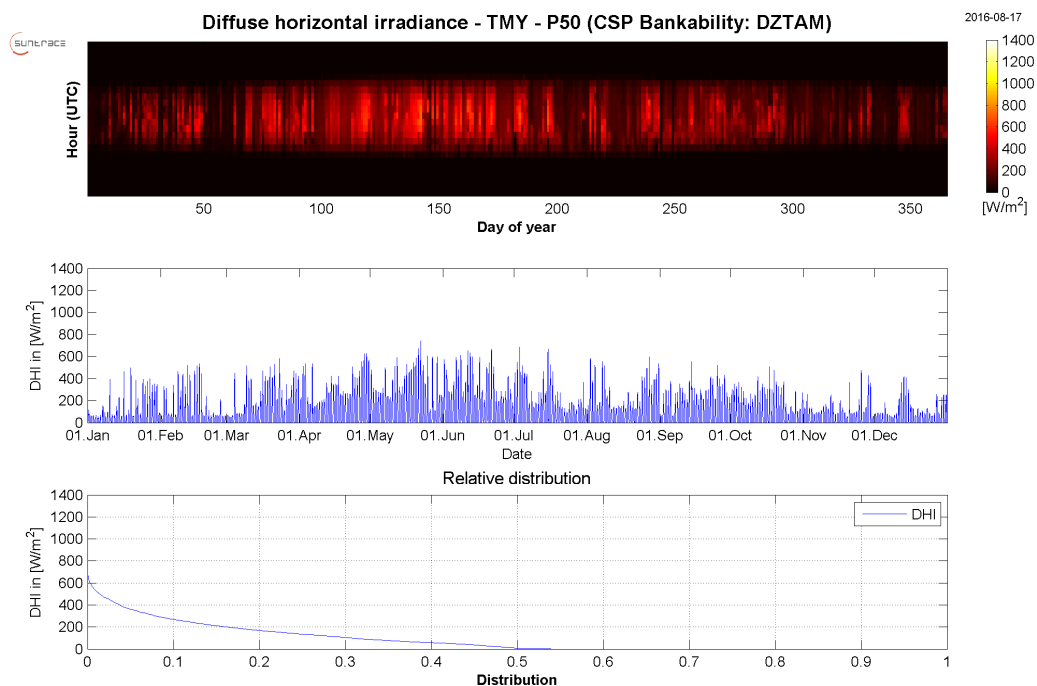 Diffuse horizontal irradiance - TMY - P50 (CSP Bankability: DZTAM)
2016-08-17
suntrace
Hour (UTC)
1400
1200
1000
800
600
400
200
0
[W/m²]
50 100 150 200 250 300 350
Day of year
DHI in [W/m²]
1400
1200
1000
800
600
400
200
0
01.Jan 01.Feb 01.Mar 01.Apr 01.May 01.Jun 01.Jul 01.Aug 01.Sep 01.Oct 01.Nov 01.Dec
Date
Relative distribution
DHI in [W/m²]
1400
1200
1000
800
600
400
200
0
DHI
0 0.1 0.2 0.3 0.4 0.5 0.6 0.7 0.8 0.9 1
Distribution